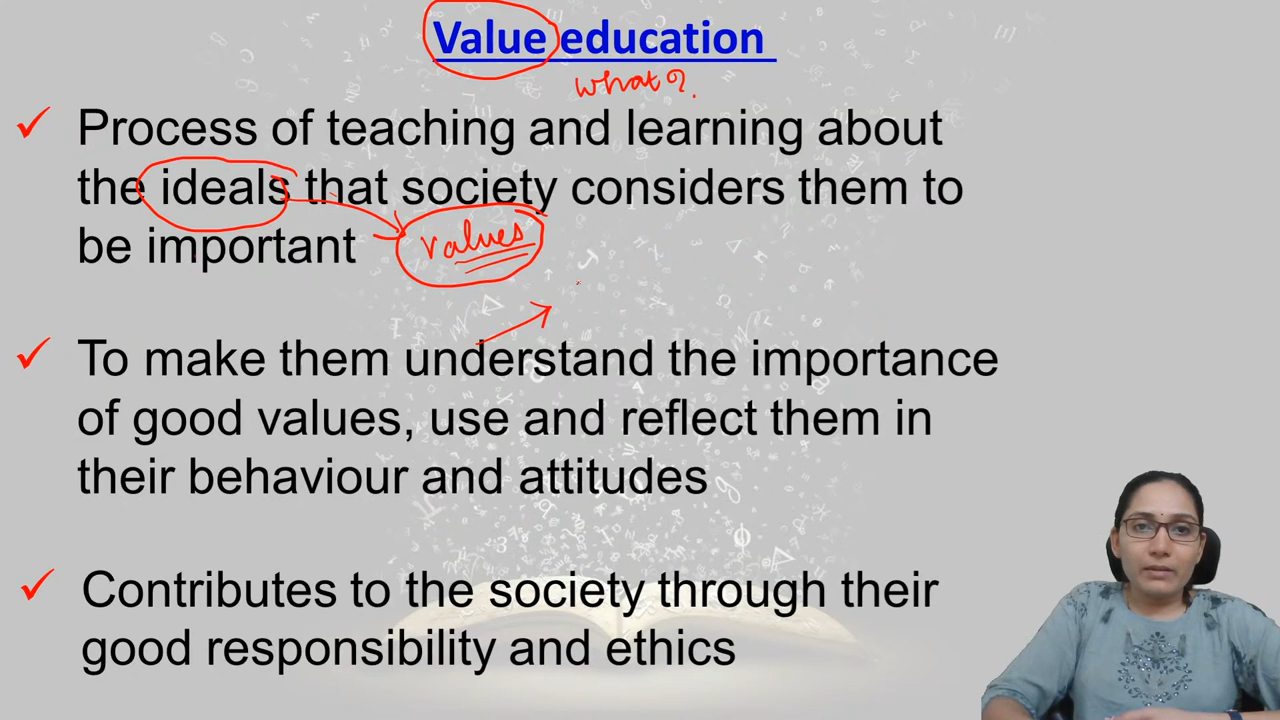 Value education
what?
Process of teaching and learning about
the ideals that society considers them to
be important
values
To make them understand the importance
of good values, use and reflect them in
their behaviour and attitudes
Contributes to the society through their
good responsibility and ethics